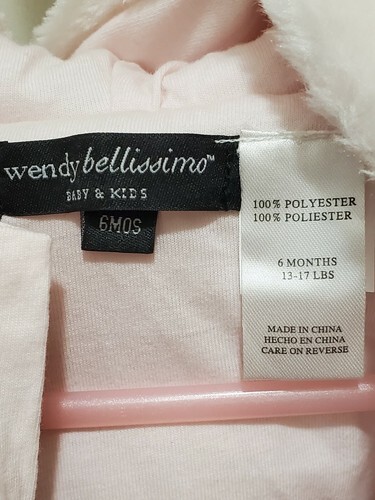 wendy bellissimo™
BABY & KIDS
6MOS
100% POLYESTER
100% POLIESTER
6 MONTHS
13-17 LBS
MADE IN CHINA
HECHO EN CHINA
CARE ON REVERSE